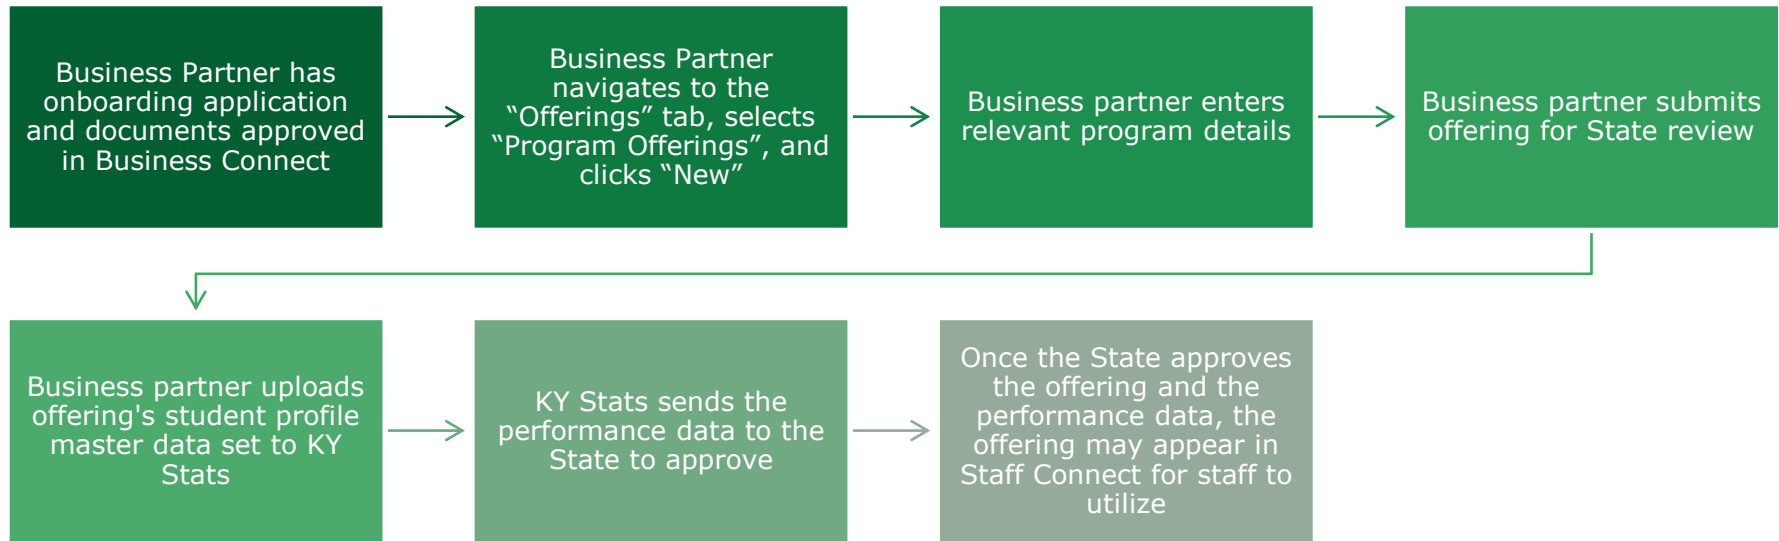 Business Partner has
onboarding application
and documents approved
in Business Connect
Business Partner
navigates to the
“Offerings” tab, selects
“Program Offerings”, and
clicks “New”
Business partner enters
relevant program details
Business partner submits
offering for State review
Business partner uploads
offering's student profile
master data set to KY
Stats
KY Stats sends the
performance data to the
State to approve
Once the State approves
the offering and the
performance data, the
offering may appear in
Staff Connect for staff to
utilize